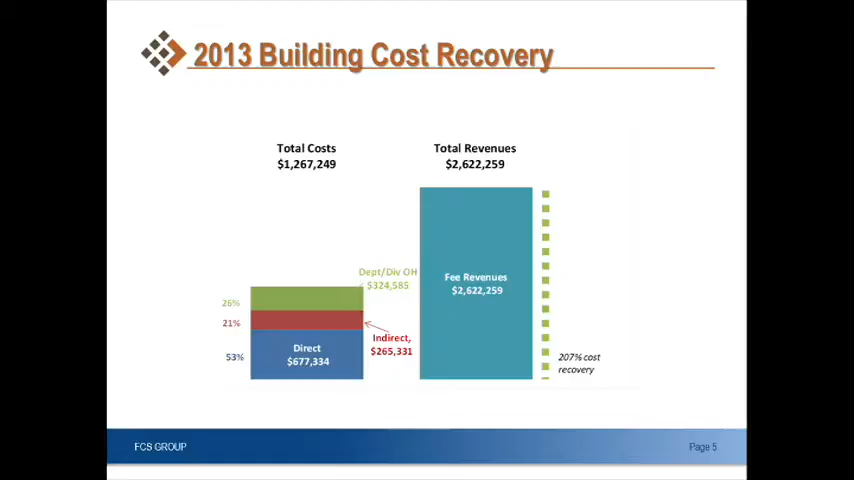 2013 Building Cost Recovery
Total Costs
$1,267,249
Total Revenues
$2,622,259
Dept/Div OH
$324,585
Fee Revenues
$2,622,259
26%
21%
Indirect,
$265,331
53%
Direct
$677,334
207% cost
recovery
FCS GROUP
Page 5